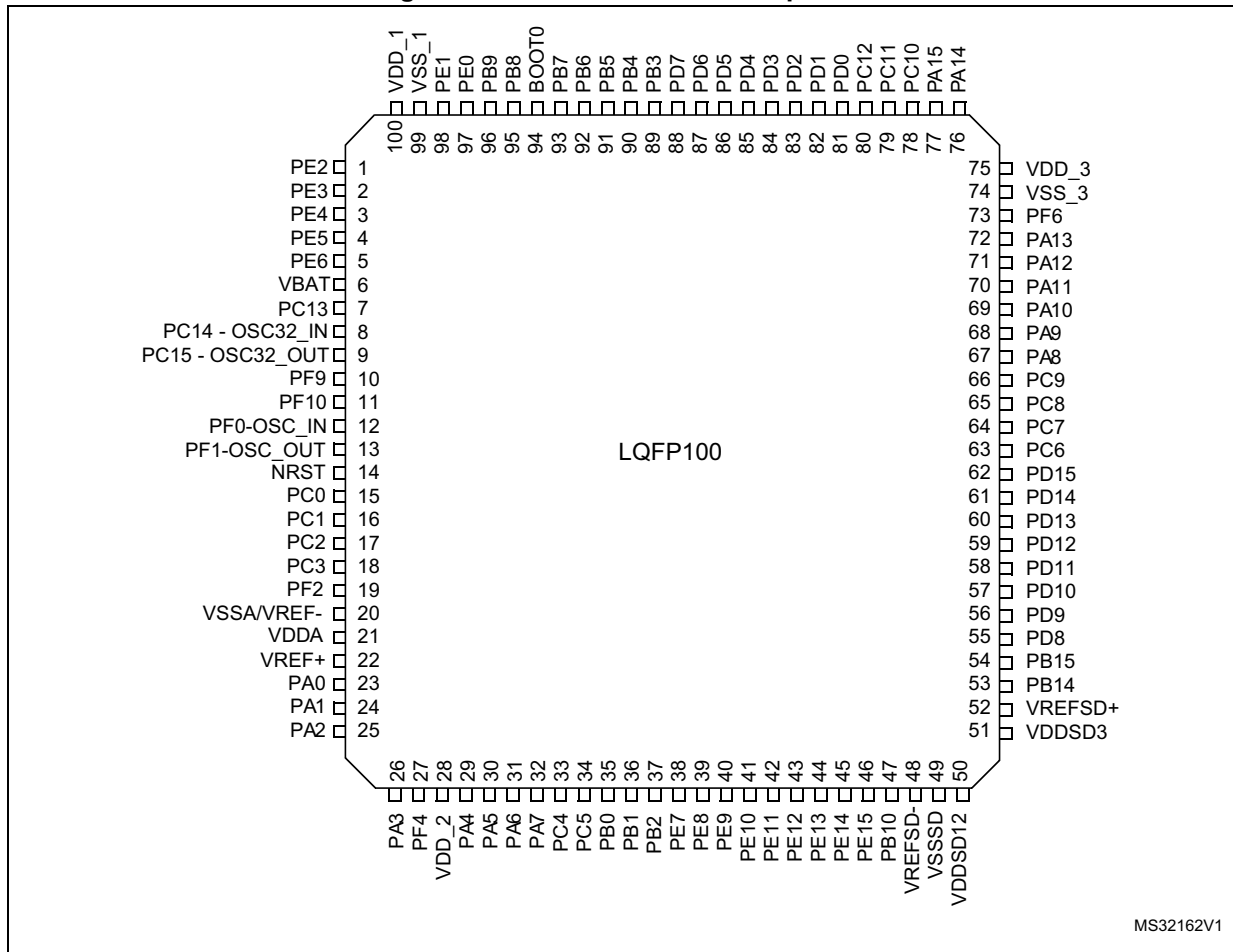 VDD_1
VSS_1
PE1
PE0
PB9
PB8
BOOT0
PB7
PB6
PB5
PB4
PB3
PD7
PD6
PD5
PD4
PD3
PD2
PD1
PD0
PC12
PC11
PC10
PA15
PA14
100
99
98
97
96
95
94
93
92
91
90
89
88
87
86
85
84
83
82
81
80
79
78
77
76
PE2 1
PE3 2
PE4 3
PE5 4
PE6 5
VBAT 6
PC13 7
PC14 - OSC32_IN 8
PC15 - OSC32_OUT 9
PF9 10
PF10 11
PF0-OSC_IN 12
PF1-OSC_OUT 13
NRST 14
PC0 15
PC1 16
PC2 17
PC3 18
PF2 19
VSSA/VREF- 20
VDDA 21
VREF+ 22
PA0 23
PA1 24
PA2 25
LQFP100
75 VDD_3
74 VSS_3
73 PF6
72 PA13
71 PA12
70 PA11
69 PA10
68 PA9
67 PA8
66 PC9
65 PC8
64 PC7
63 PC6
62 PD15
61 PD14
60 PD13
59 PD12
58 PD11
57 PD10
56 PD9
55 PD8
54 PB15
53 PB14
52 VREFSD+
51 VDDSD3
26
27
28
29
30
31
32
33
34
35
36
37
38
39
40
41
42
43
44
45
46
47
48
49
50
PA3
PF4
VDD_2
PA4
PA5
PA6
PA7
PC4
PC5
PB0
PB1
PB2
PE7
PE8
PE9
PE10
PE11
PE12
PE13
PE14
PE15
PB10
VREFSD-
VSSSD
VDDSD12
MS32162V1